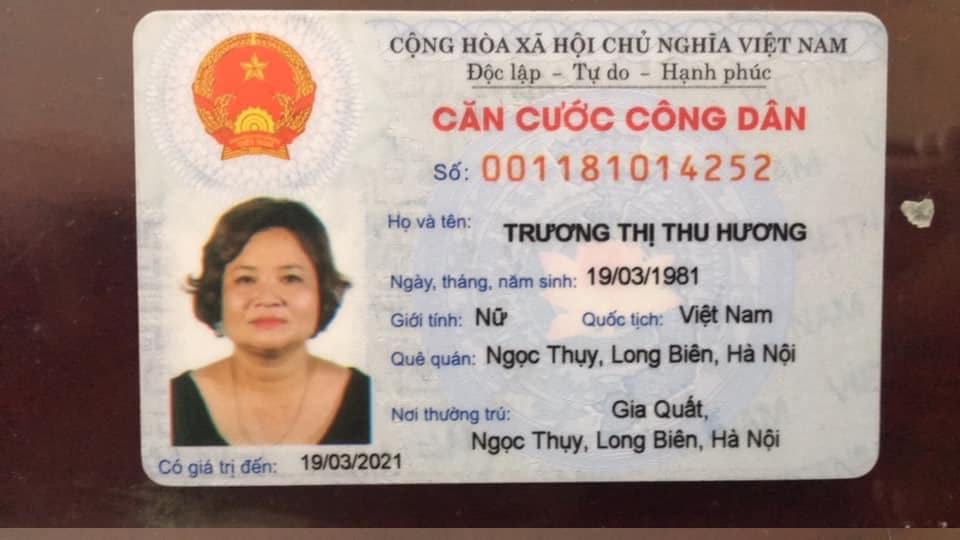 CỘNG HÒA XÃ HỘI CHỦ NGHĨA VIỆT NAM
Độc lập - Tự do - Hạnh phúc
CĂN CƯỚC CÔNG DÂN
Số: 001181014252
Họ và tên: TRƯƠNG THỊ THU HƯƠNG
Ngày, tháng, năm sinh: 19/03/1981
Giới tính: Nữ Quốc tịch: Việt Nam
Quê quán: Ngọc Thụy, Long Biên, Hà Nội
Nơi thường trú: Gia Quất,
Ngọc Thụy, Long Biên, Hà Nội
Có giá trị đến: 19/03/2021